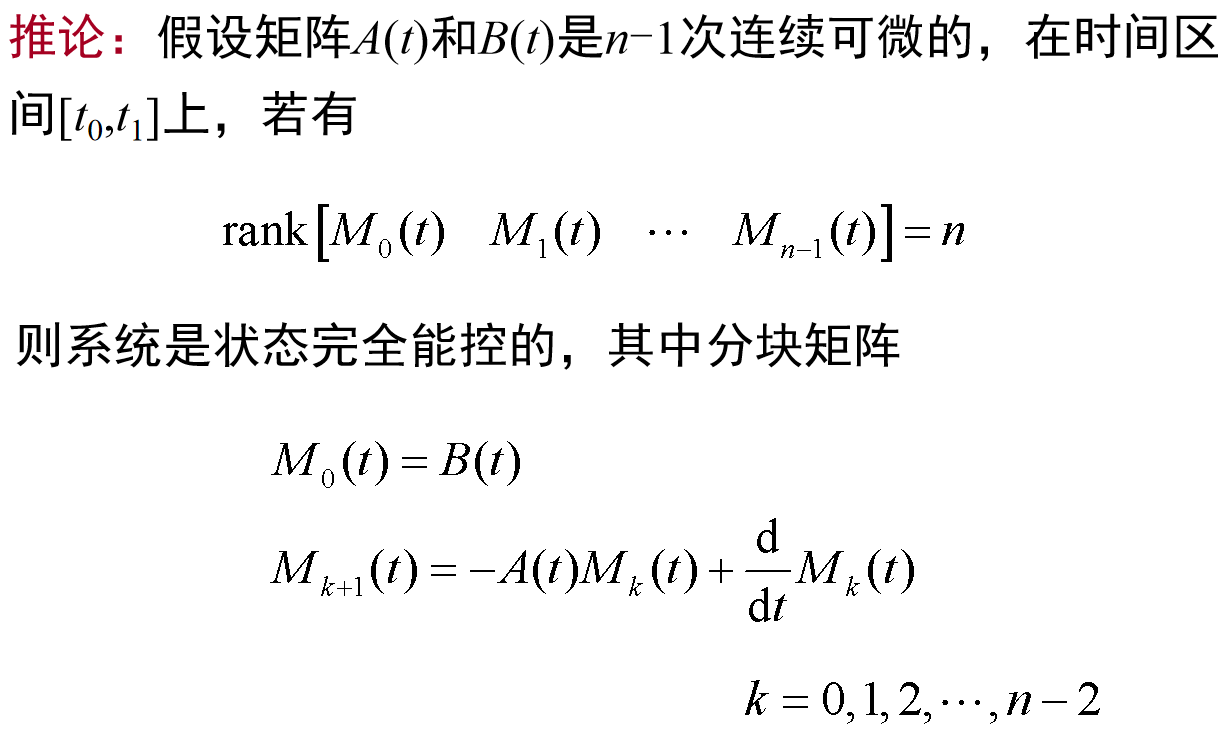 推论：假设矩阵A(t)和B(t)是n−1次连续可微的，在时间区
间[t₀,t₁]上，若有
rank[M₀(t) M₁(t) ⋯ Mₙ₋₁(t)] = n
则系统是状态完全能控的，其中分块矩阵
M₀(t) = B(t)
Mₖ₊₁(t) = −A(t)Mₖ(t) + d/dt Mₖ(t)
k = 0,1,2,⋯,n − 2